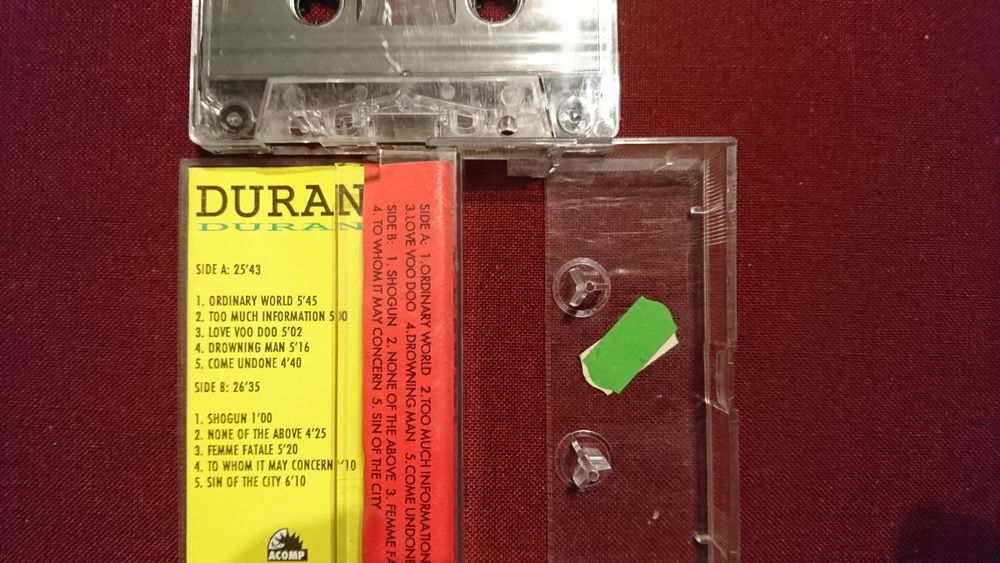 DURAN
DURAN
SIDE A: 25'43
1. ORDINARY WORLD 5'45
2. TOO MUCH INFORMATION 5'00
3. LOVE VOO DOO 5'02
4. DROWNING MAN 5'16
5. COME UNDONE 4'40
SIDE B: 26'35
1. SHOGUN 1'00
2. NONE OF THE ABOVE 4'25
3. FEMME FATALE 5'20
4. TO WHOM IT MAY CONCERN '10
5. SIN OF THE CITY 6'10
ACOMP
SIDE A: 1.ORDINARY WORLD 2.TOO MUCH INFORMATION
3.LOVE VOO DOO 4.DROWNING MAN 5.COME UNDONE
SIDE B: 1. SHOGUN 2. NONE OF THE ABOVE 3. FEMME FA
4. TO WHOM IT MAY CONCERN 5. SIN OF THE CITY